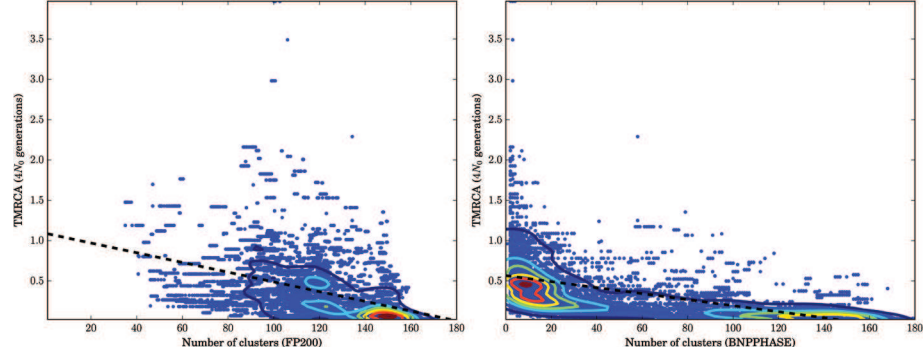 3.5
3.0
2.5
2.0
1.5
1.0
0.5
TMRCA (4N₀ generations)
20 40 60 80 100 120 140 160 180
Number of clusters (FP200)
3.5
3.0
2.5
2.0
1.5
1.0
0.5
TMRCA (4N₀ generations)
0 20 40 60 80 100 120 140 160 180
Number of clusters (BNPPHASE)